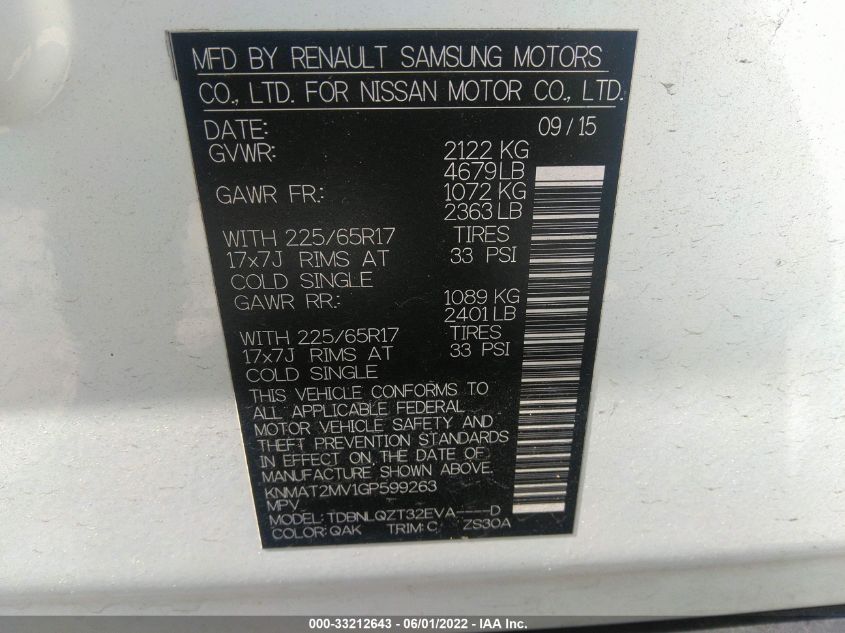 MFD BY RENAULT SAMSUNG MOTORS
CO., LTD. FOR NISSAN MOTOR CO., LTD.
DATE: 09/15
GVWR: 2122 KG
4679LB
GAWR FR: 1072 KG
2363 LB
WITH 225/65R17 TIRES
17x7J RIMS AT 33 PSI
COLD SINGLE
GAWR RR: 1089 KG
2401 LB
WITH 225/65R17 TIRES
17x7J RIMS AT 33 PSI
COLD SINGLE
THIS VEHICLE CONFORMS TO
ALL APPLICABLE FEDERAL
MOTOR VEHICLE SAFETY AND
THEFT PREVENTION STANDARDS
IN EFFECT ON THE DATE OF
MANUFACTURE SHOWN ABOVE.
KNMAT2MV1GP599263
MPV
MODEL: TDBNLQZT32EVA----D
COLOR: QAK TRIM: C ZS30A
000-33212643 - 06/01/2022 - IAA Inc.